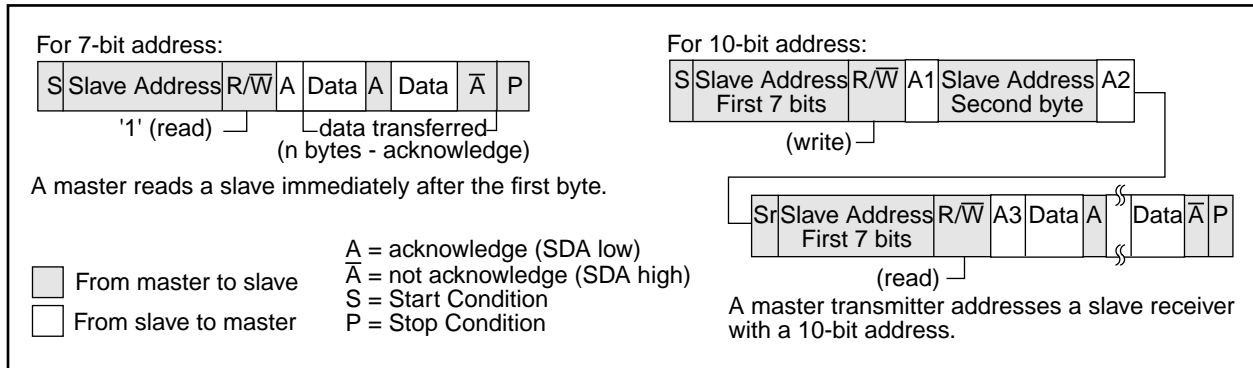 For 7-bit address:
S Slave Address R/W̅ A Data A Data A̅ P
'1' (read)
data transferred
(n bytes - acknowledge)
A master reads a slave immediately after the first byte.
From master to slave
From slave to master
A = acknowledge (SDA low)
A̅ = not acknowledge (SDA high)
S = Start Condition
P = Stop Condition
For 10-bit address:
S Slave Address First 7 bits R/W̅ A1 Slave Address Second byte A2
(write)
Sr Slave Address First 7 bits R/W̅ A3 Data A Data A̅ P
(read)
A master transmitter addresses a slave receiver
with a 10-bit address.